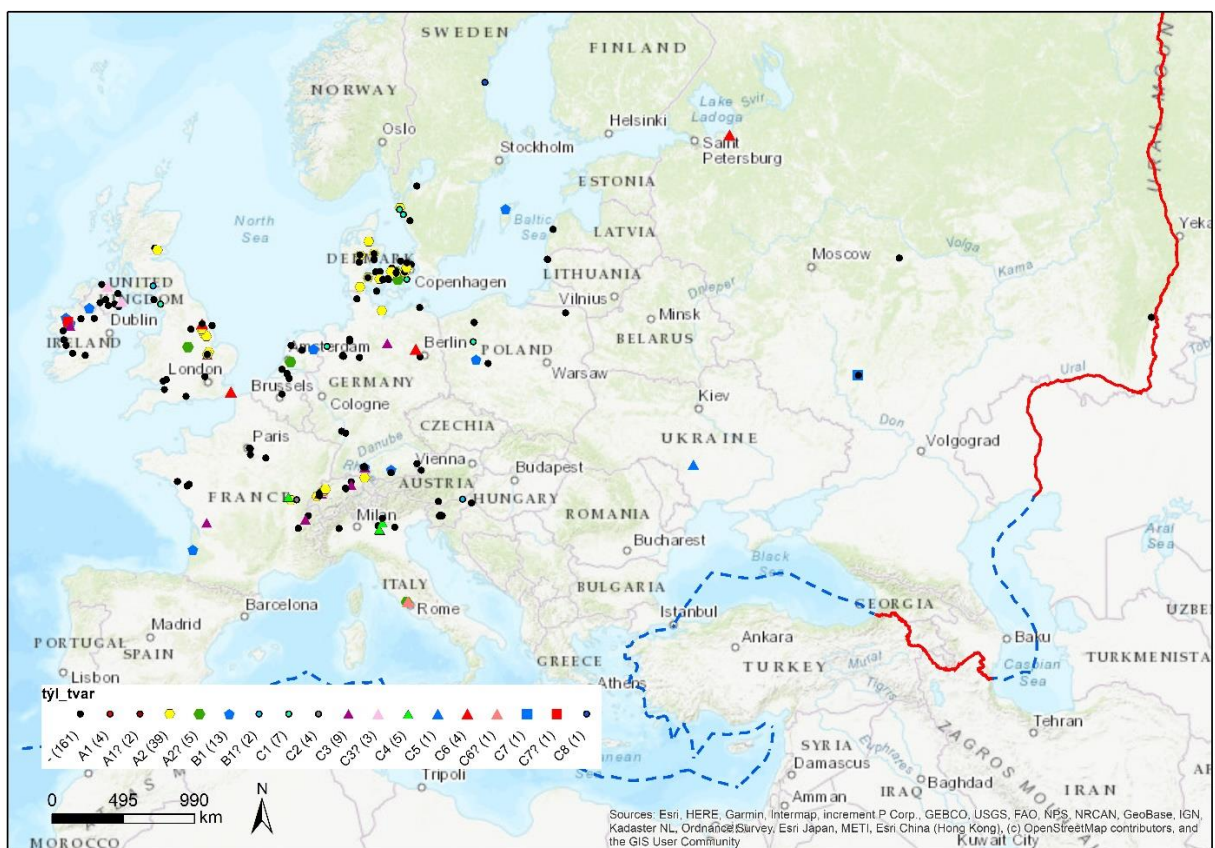 SWEDEN
FINLAND
NORWAY
Lake Svir
Ladoga
Helsinki
Oslo
Saint
Petersburg
Stockholm
URAL MOUN
Yeka
ESTONIA
North
Sea
Baltic
Sea
LATVIA
Moscow
Volga
Kama
DENMARK
Copenhagen
LITHUANIA
Vilnius
Dnieper
UNITED
KINGDOM
Minsk
Dublin
IRELAND
BELARUS
Amsterdam
Berlin
POLAND
Warsaw
London
Brussels
GERMANY
Cologne
Ural
Tob
Kiev
Don
Volgograd
Paris
CZECHIA
UKRAINE
Danube
Vienna
Budapest
FRANCE
AUSTRIA
HUNGARY
Milan
ROMANIA
Aral
Sea
Bucharest
Black
Sea
ITALY
Rome
BULGARIA
GEORGIA
Barcelona
Istanbul
UZBE
Madrid
PORTUGAL
SPAIN
Ankara
Baku
Caspian
Sea
TURKEY
Murat
Tigris
TURKMENISTA
Lisbon
GREECE
Athens
týl_tvar
- (161)
A1 (4)
A1? (2)
A2 (39)
A2? (5)
B1 (13)
B1? (2)
C1 (7)
C2 (4)
C3 (9)
C3? (3)
C4 (5)
C5 (1)
C6 (4)
C6? (1)
C7 (1)
C7? (1)
C8 (1)
Tehran
ZAGROS MOUN
SYRIA
Damascus
Euphrates
Baghdad
IRAQ
IRAN
Tripoli
Amman
0 495 990
km
N
MOROCCO
Kuwait City
Sources: Esri, HERE, Garmin, Intermap, increment P Corp., GEBCO, USGS, FAO, NPS, NRCAN, GeoBase, IGN,
Kadaster NL, Ordnance Survey, Esri Japan, METI, Esri China (Hong Kong), (c) OpenStreetMap contributors, and
the GIS User Community